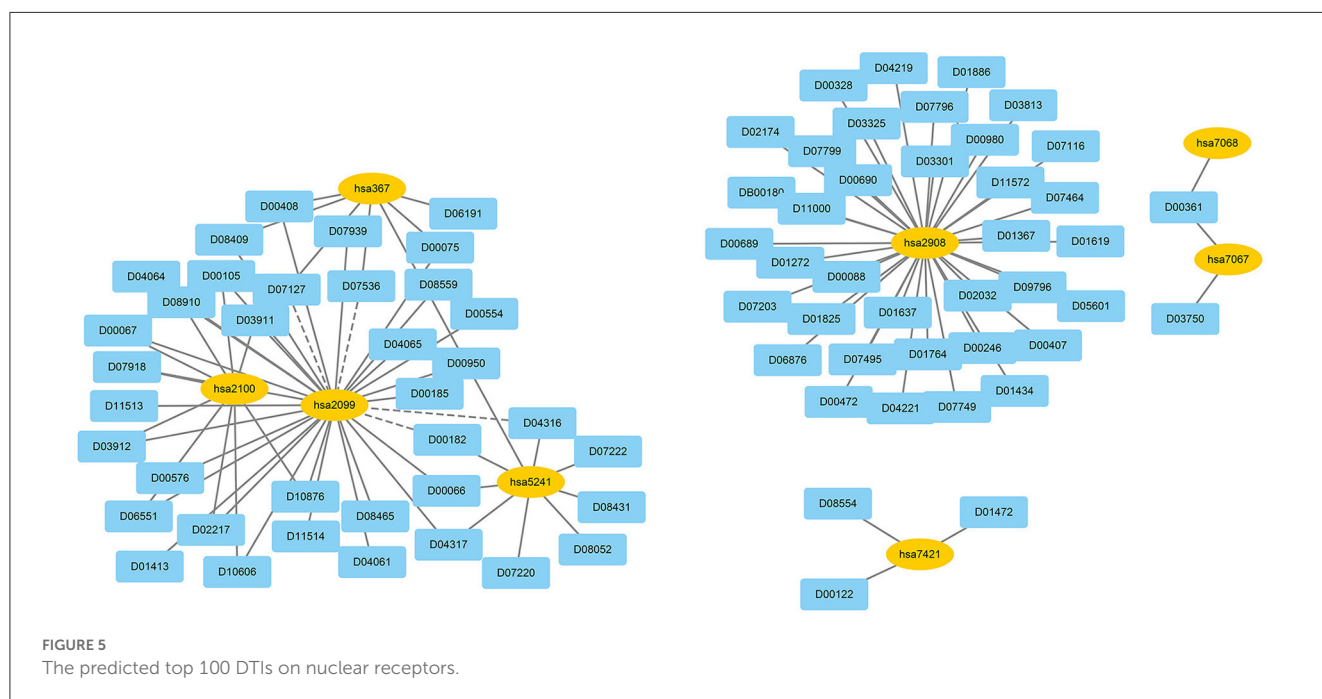 hsa367
D00408
D06191
D07939
D08409
D00075
D04064
D00105
D07127
D07536
D08559
D08910
D00554
D00067
D03911
D04065
D07918
D00950
hsa2100
hsa2099
D00185
D11513
D04316
D03912
D00182
D07222
D00576
hsa5241
D10876
D00066
D08431
D06551
D08465
D02217
D11514
D04317
D08052
D01413
D10606
D04061
D07220
D04219
D01886
D00328
D07796
D03813
D03325
D02174
D00980
D07799
D03301
D07116
D00690
D11572
DB00180
D11000
D07464
D00689
hsa2908
D01367
D01619
D01272
D00088
D09796
D02032
D07203
D01825
D01637
D05601
D06876
D07495
D01764
D00246
D00407
D00472
D04221
D07749
D01434
hsa7068
D00361
hsa7067
D03750
D08554
D01472
hsa7421
D00122
FIGURE 5
The predicted top 100 DTIs on nuclear receptors.